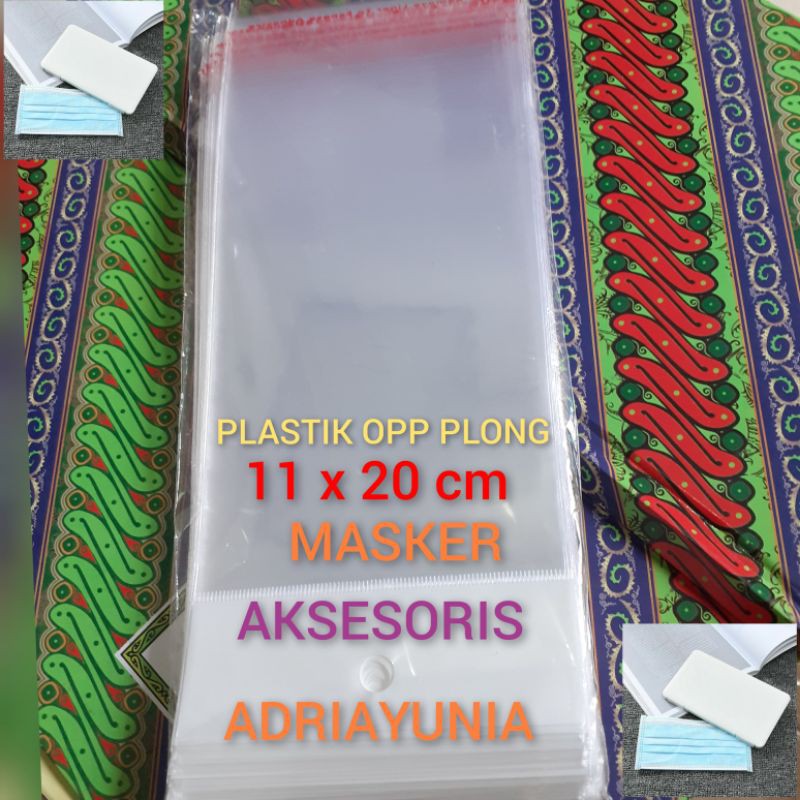 PLASTIK OPP PLONG
11 x 20 cm
MASKER
AKSESORIS
ADRIAYUNIA